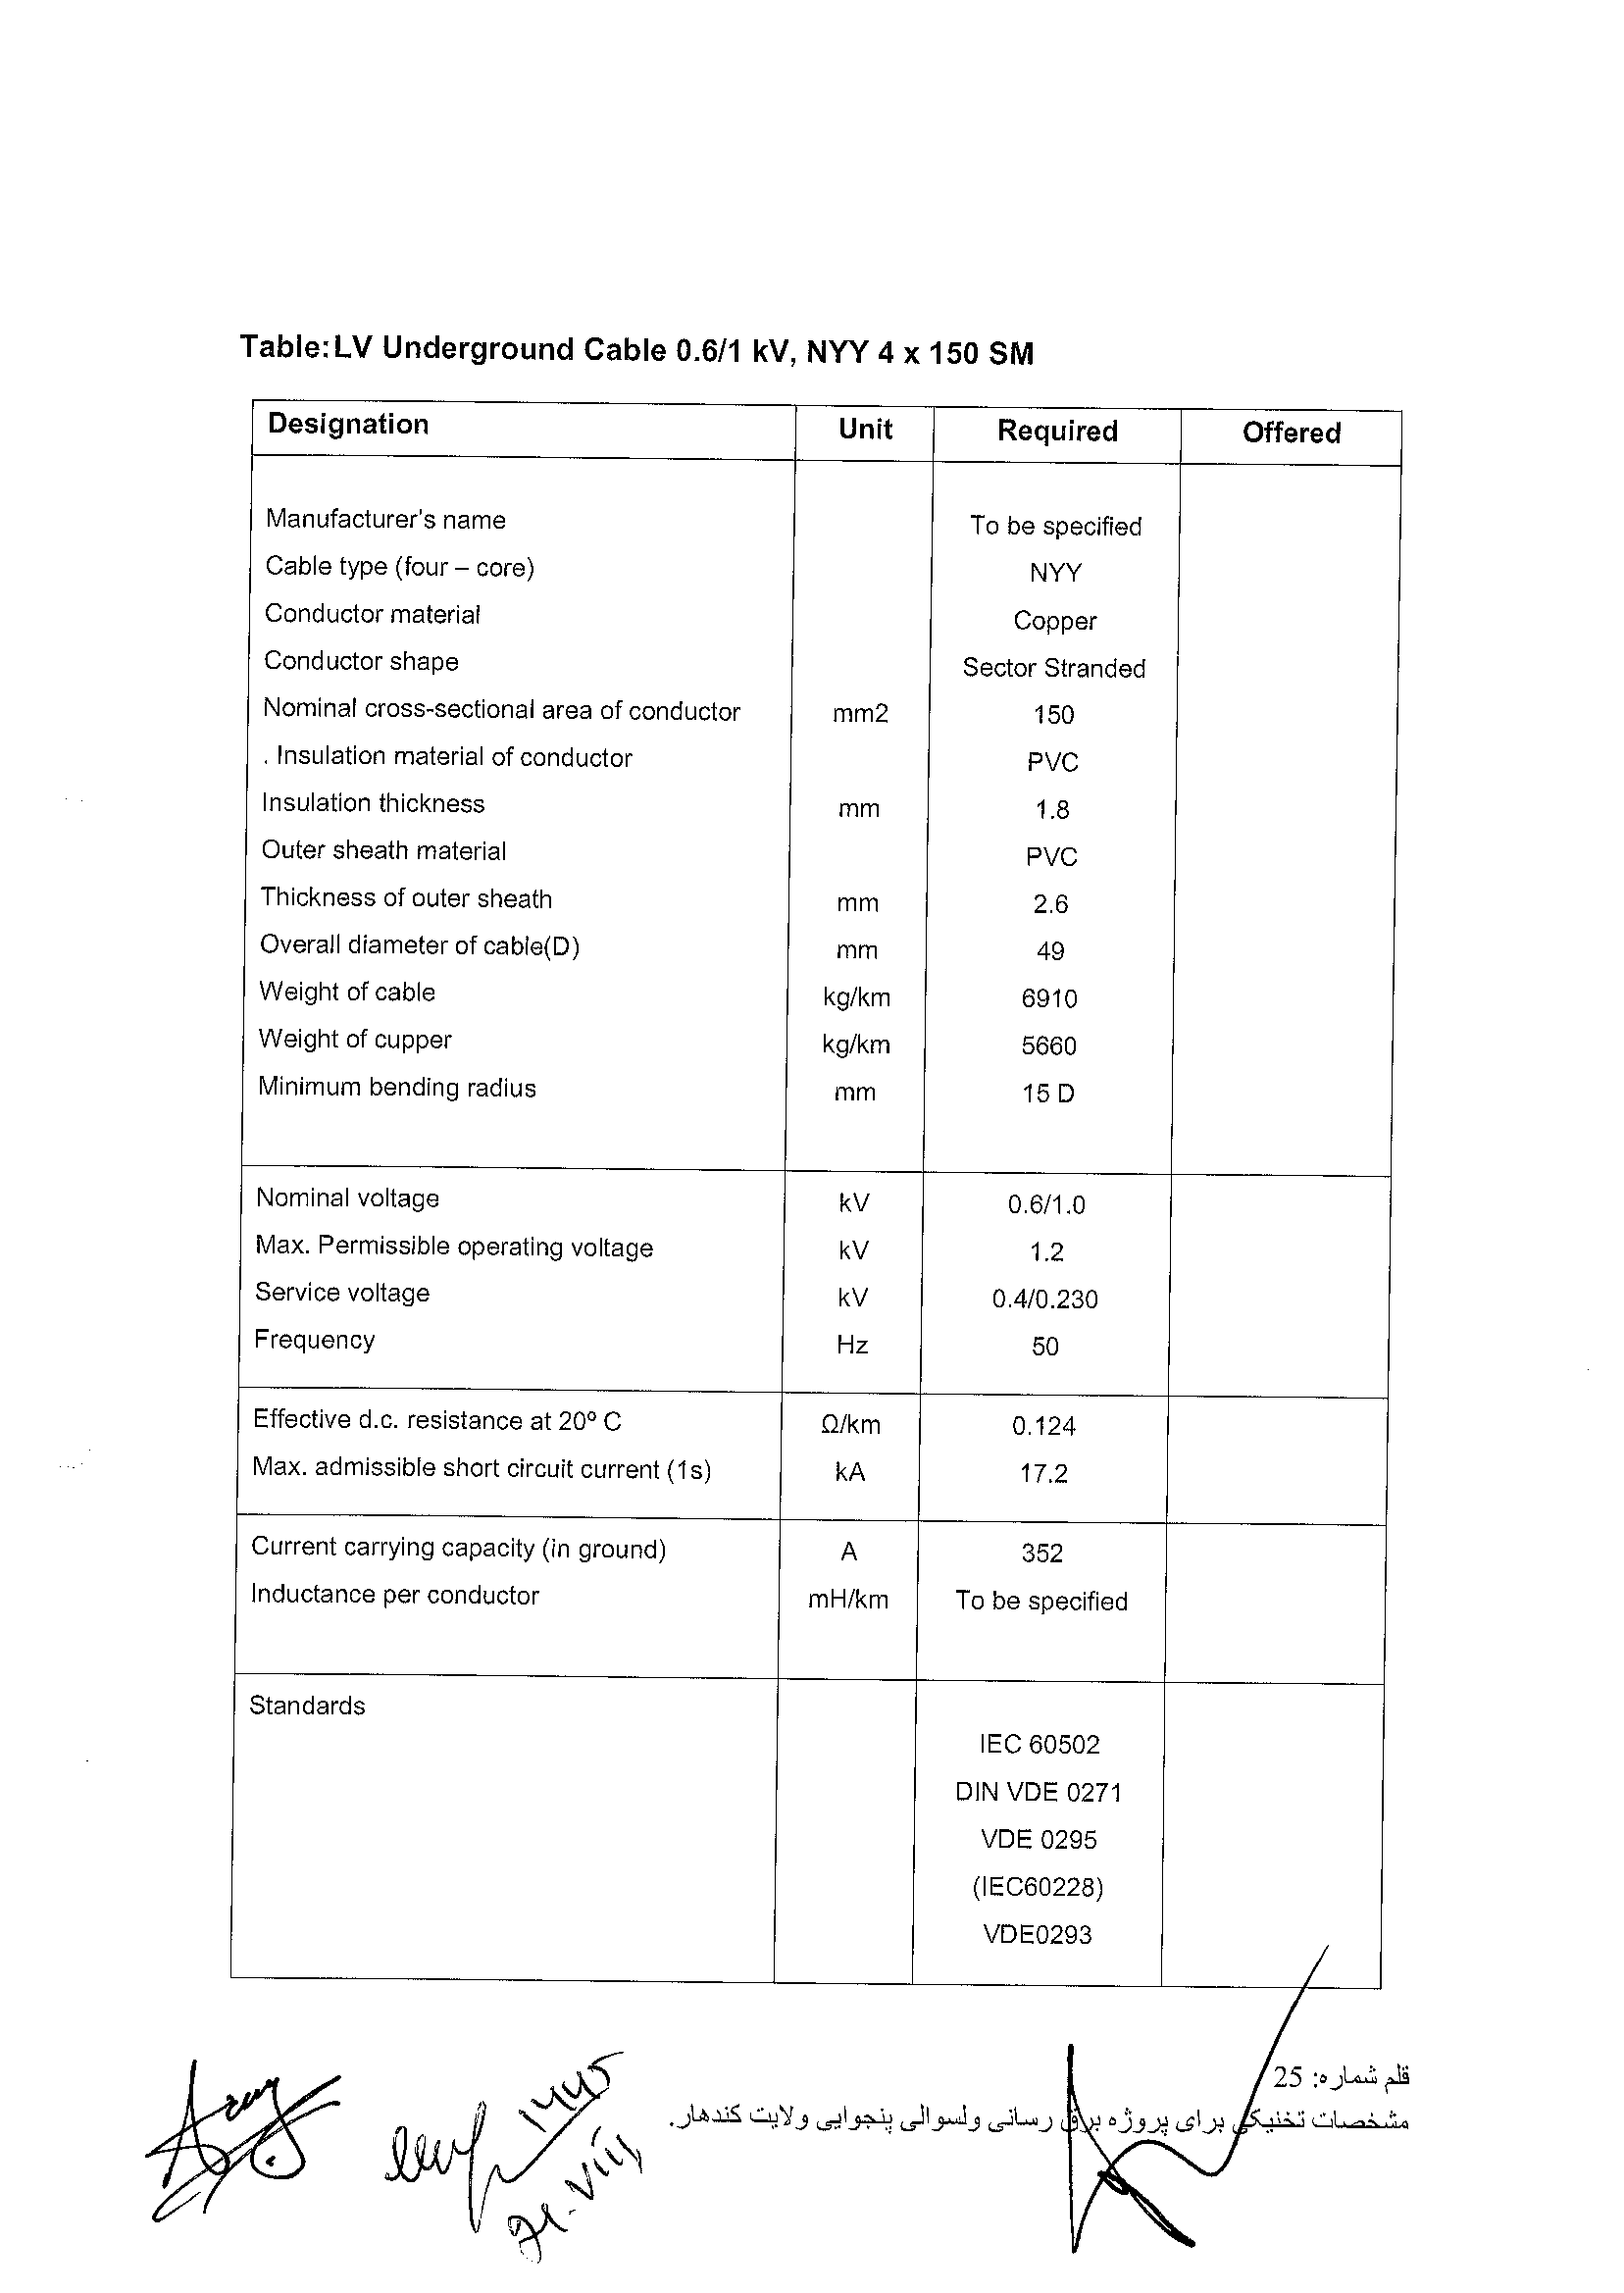 Table: LV Underground Cable 0.6/1 kV, NYY 4 x 150 SM
Designation Unit Required Offered
Manufacturer's name To be specified
Cable type (four – core) NYY
Conductor material Copper
Conductor shape Sector Stranded
Nominal cross-sectional area of conductor mm2 150
. Insulation material of conductor PVC
Insulation thickness mm 1.8
Outer sheath material PVC
Thickness of outer sheath mm 2.6
Overall diameter of cable(D) mm 49
Weight of cable kg/km 6910
Weight of cupper kg/km 5660
Minimum bending radius mm 15 D
Nominal voltage kV 0.6/1.0
Max. Permissible operating voltage kV 1.2
Service voltage kV 0.4/0.230
Frequency Hz 50
Effective d.c. resistance at 20º C Ω/km 0.124
Max. admissible short circuit current (1s) kA 17.2
Current carrying capacity (in ground) A 352
Inductance per conductor mH/km To be specified
Standards
IEC 60502
DIN VDE 0271
VDE 0295
(IEC60228)
VDE0293
قلم شماره: 25
مشخصات تخنیکی برای پروژه برق رسانی ولسوالی پنجوایی ولایت کندهار.